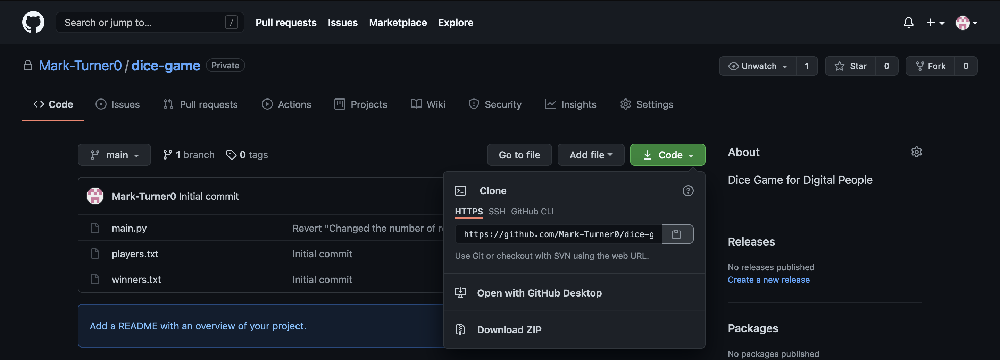 Search or jump to... /
Pull requests Issues Marketplace Explore
Mark-Turner0 / dice-game Private
Unwatch 1 Star 0 Fork 0
Code Issues Pull requests Actions Projects Wiki Security Insights Settings
main 1 branch 0 tags
Go to file Add file Code
Mark-Turner0 Initial commit
main.py Revert "Changed the number of
players.txt Initial commit
winners.txt Initial commit
Add a README with an overview of your project.
Clone
HTTPS SSH GitHub CLI
https://github.com/Mark-Turner0/dice-g
Use Git or checkout with SVN using the web URL.
Open with GitHub Desktop
Download ZIP
About
Dice Game for Digital People
Releases
No releases published
Create a new release
Packages
No packages published